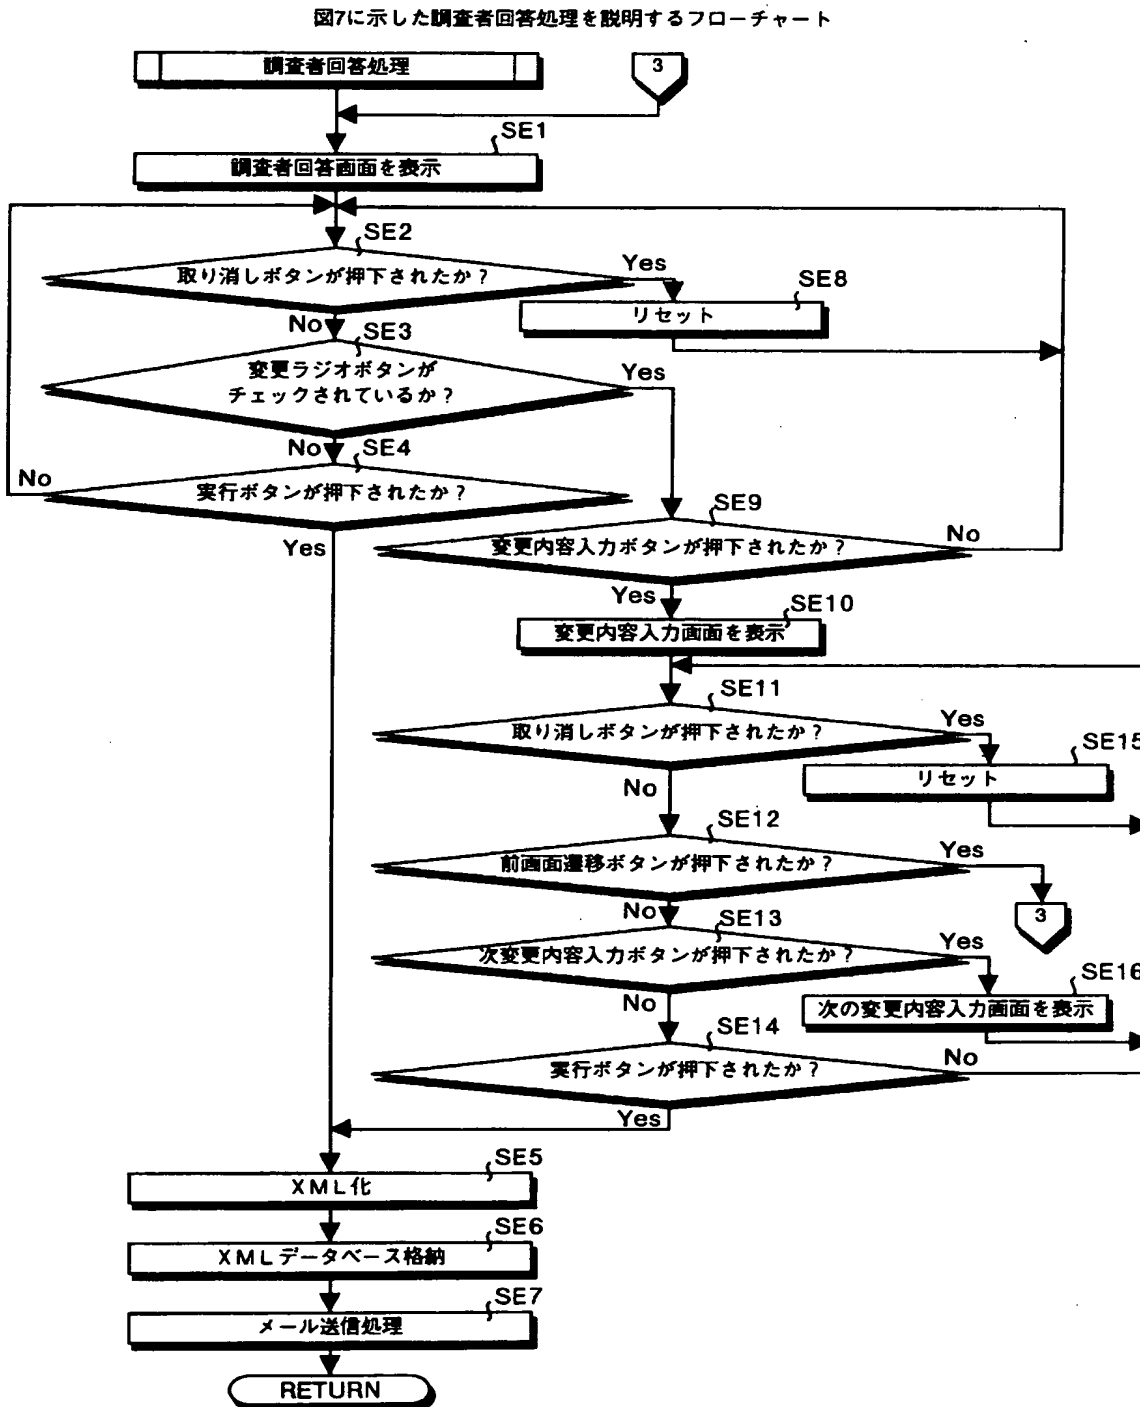 図7に示した調査者回答処理を説明するフローチャート
調査者回答処理
3
SE1
調査者回答画面を表示
SE2
取り消しボタンが押下されたか?
Yes
SE8
リセット
No
SE3
変更ラジオボタンが
チェックされているか?
Yes
No
SE4
実行ボタンが押下されたか?
No
Yes
SE9
変更内容入力ボタンが押下されたか?
No
Yes
SE10
変更内容入力画面を表示
SE11
取り消しボタンが押下されたか?
Yes
SE15
リセット
No
SE12
前画面遷移ボタンが押下されたか?
Yes
3
No
SE13
次変更内容入力ボタンが押下されたか?
Yes
SE16
次の変更内容入力画面を表示
No
SE14
実行ボタンが押下されたか?
No
Yes
SE5
XML化
SE6
XMLデータベース格納
SE7
メール送信処理
RETURN